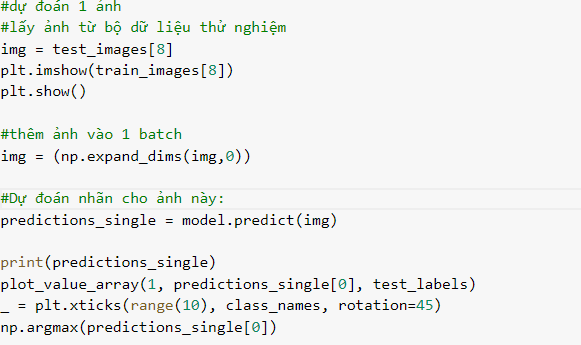 #dự đoán 1 ảnh
#lấy ảnh từ bộ dữ liệu thử nghiệm
img = test_images[8]
plt.imshow(train_images[8])
plt.show()
#thêm ảnh vào 1 batch
img = (np.expand_dims(img,0))
#Dự đoán nhãn cho ảnh này:
predictions_single = model.predict(img)
print(predictions_single)
plot_value_array(1, predictions_single[0], test_labels)
_ = plt.xticks(range(10), class_names, rotation=45)
np.argmax(predictions_single[0])